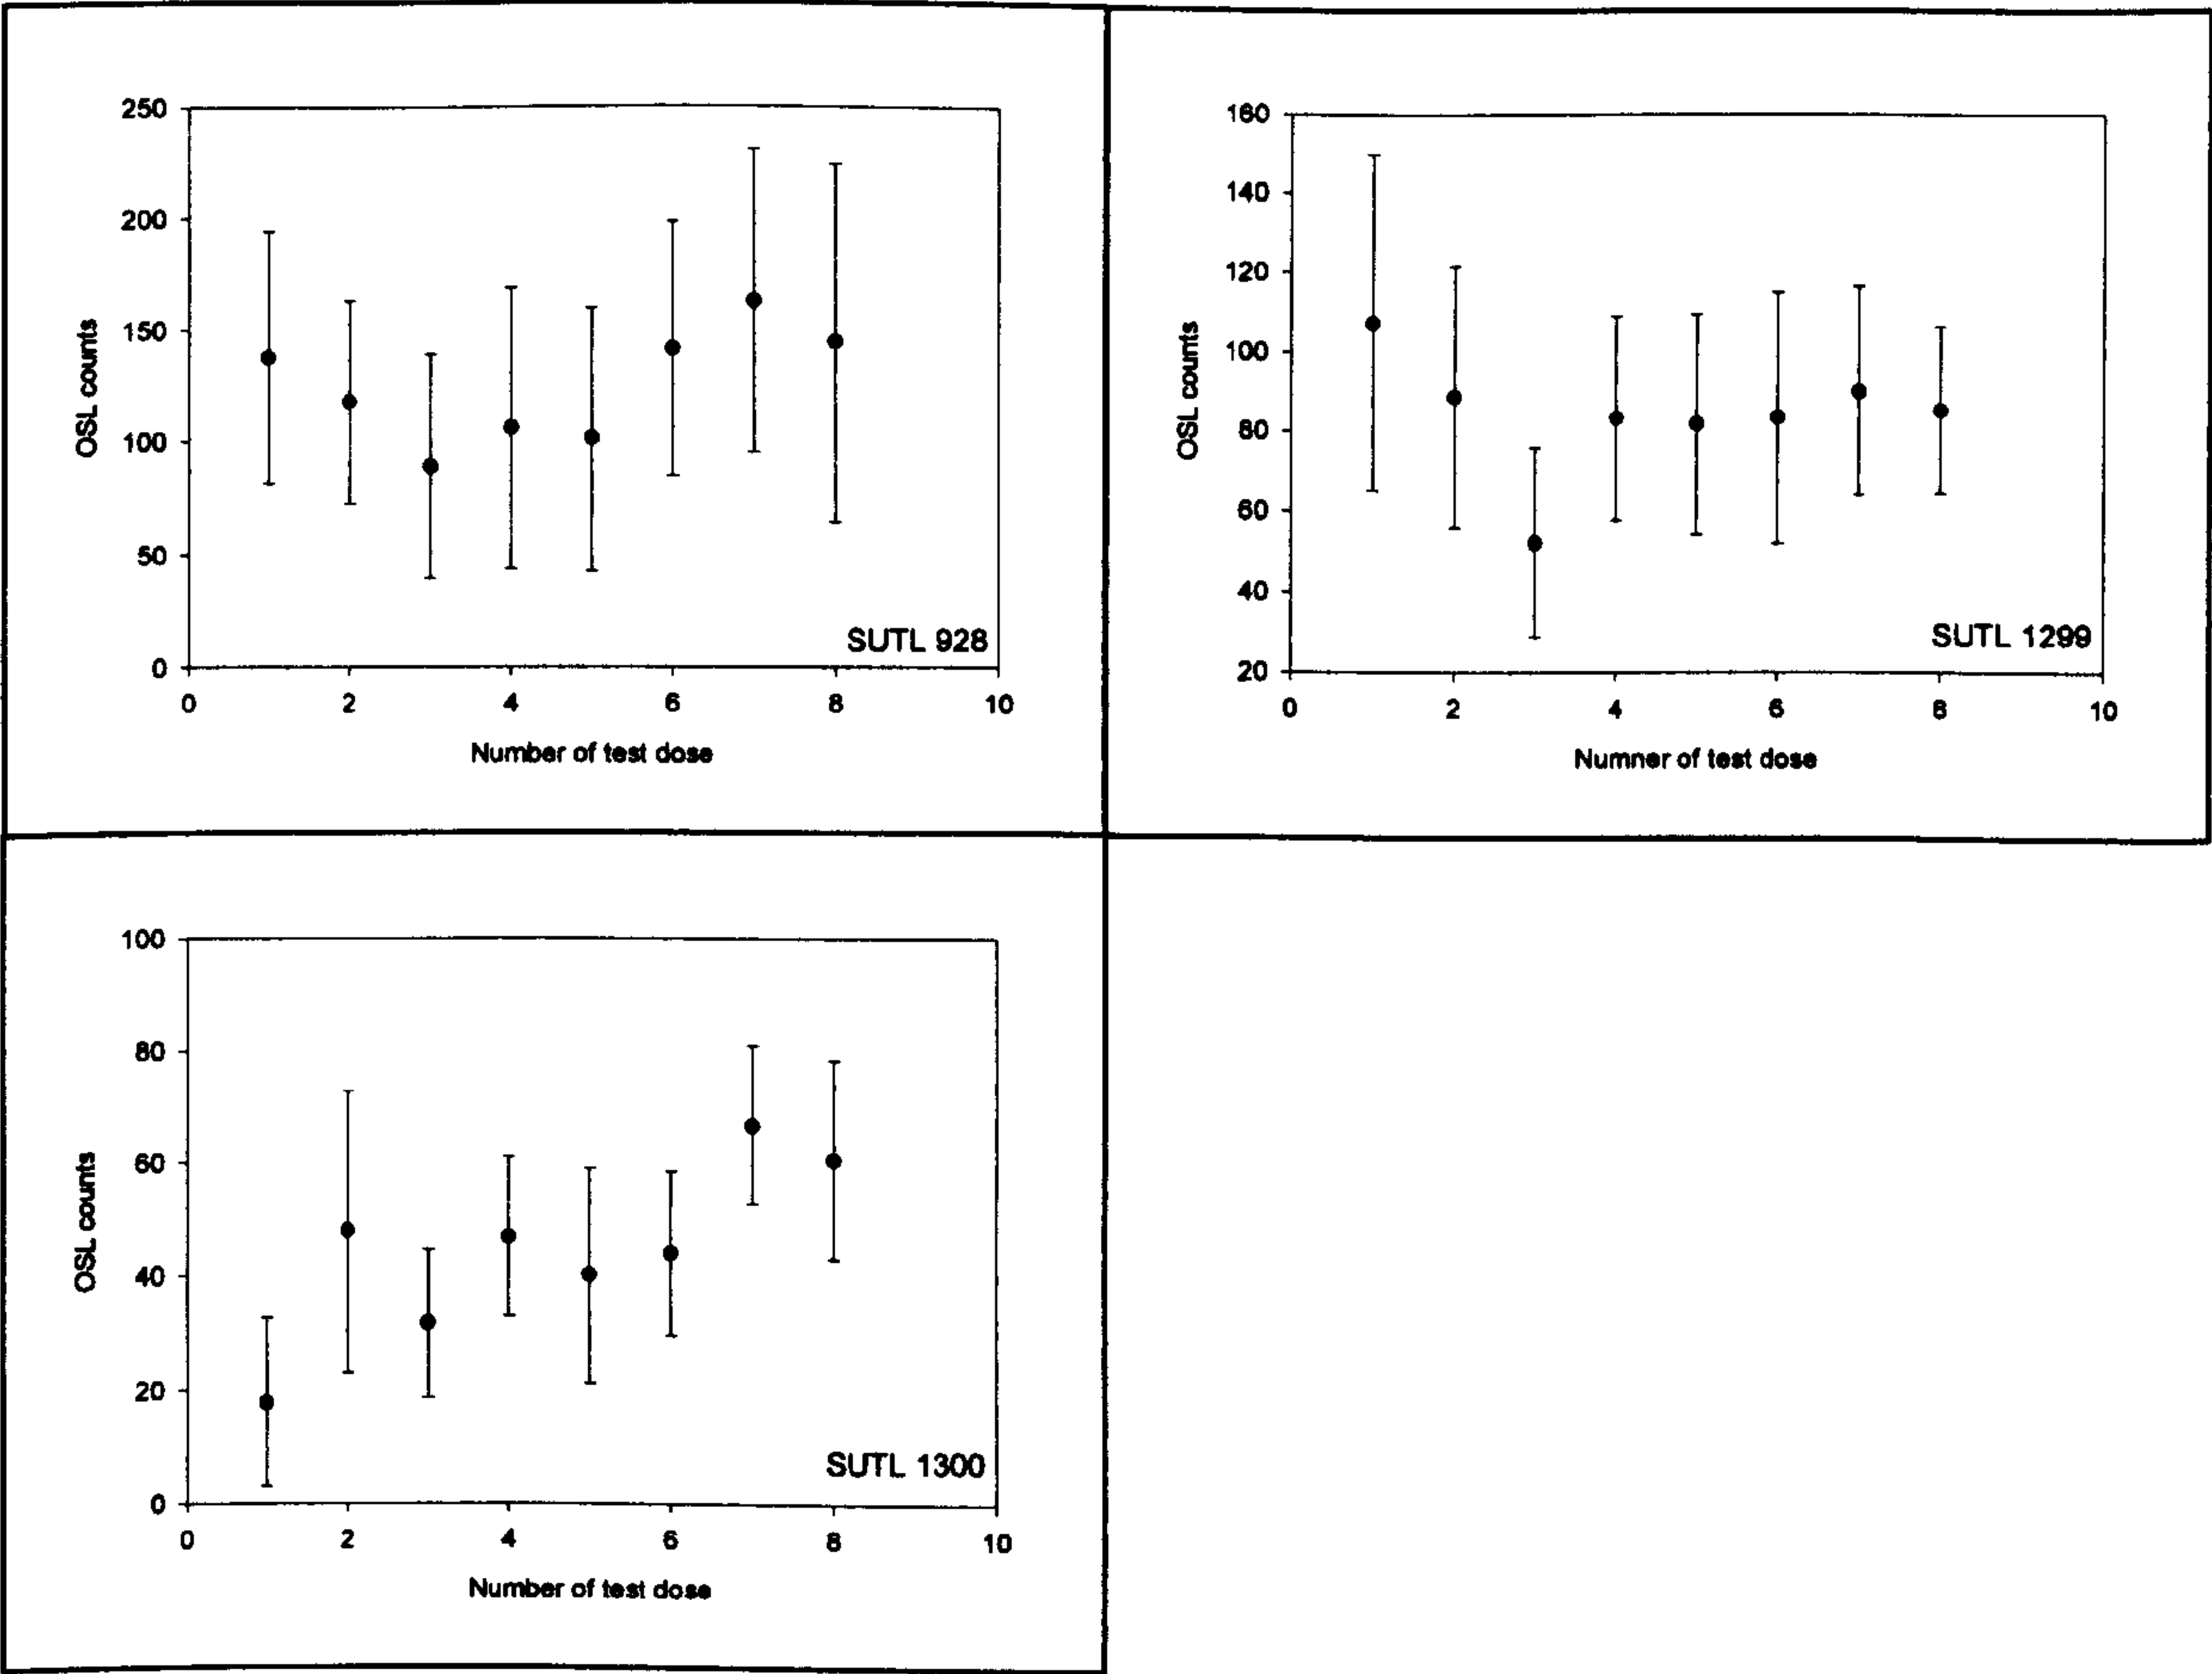 250
200
150
100
50
0
OSL counts
0 2 4 6 8 10
Number of test dose
SUTL 928
160
140
120
100
80
60
40
20
OSL counts
0 2 4 6 8 10
Numner of test dose
SUTL 1299
100
80
60
40
20
0
OSL counts
0 2 4 6 8 10
Number of test dose
SUTL 1300